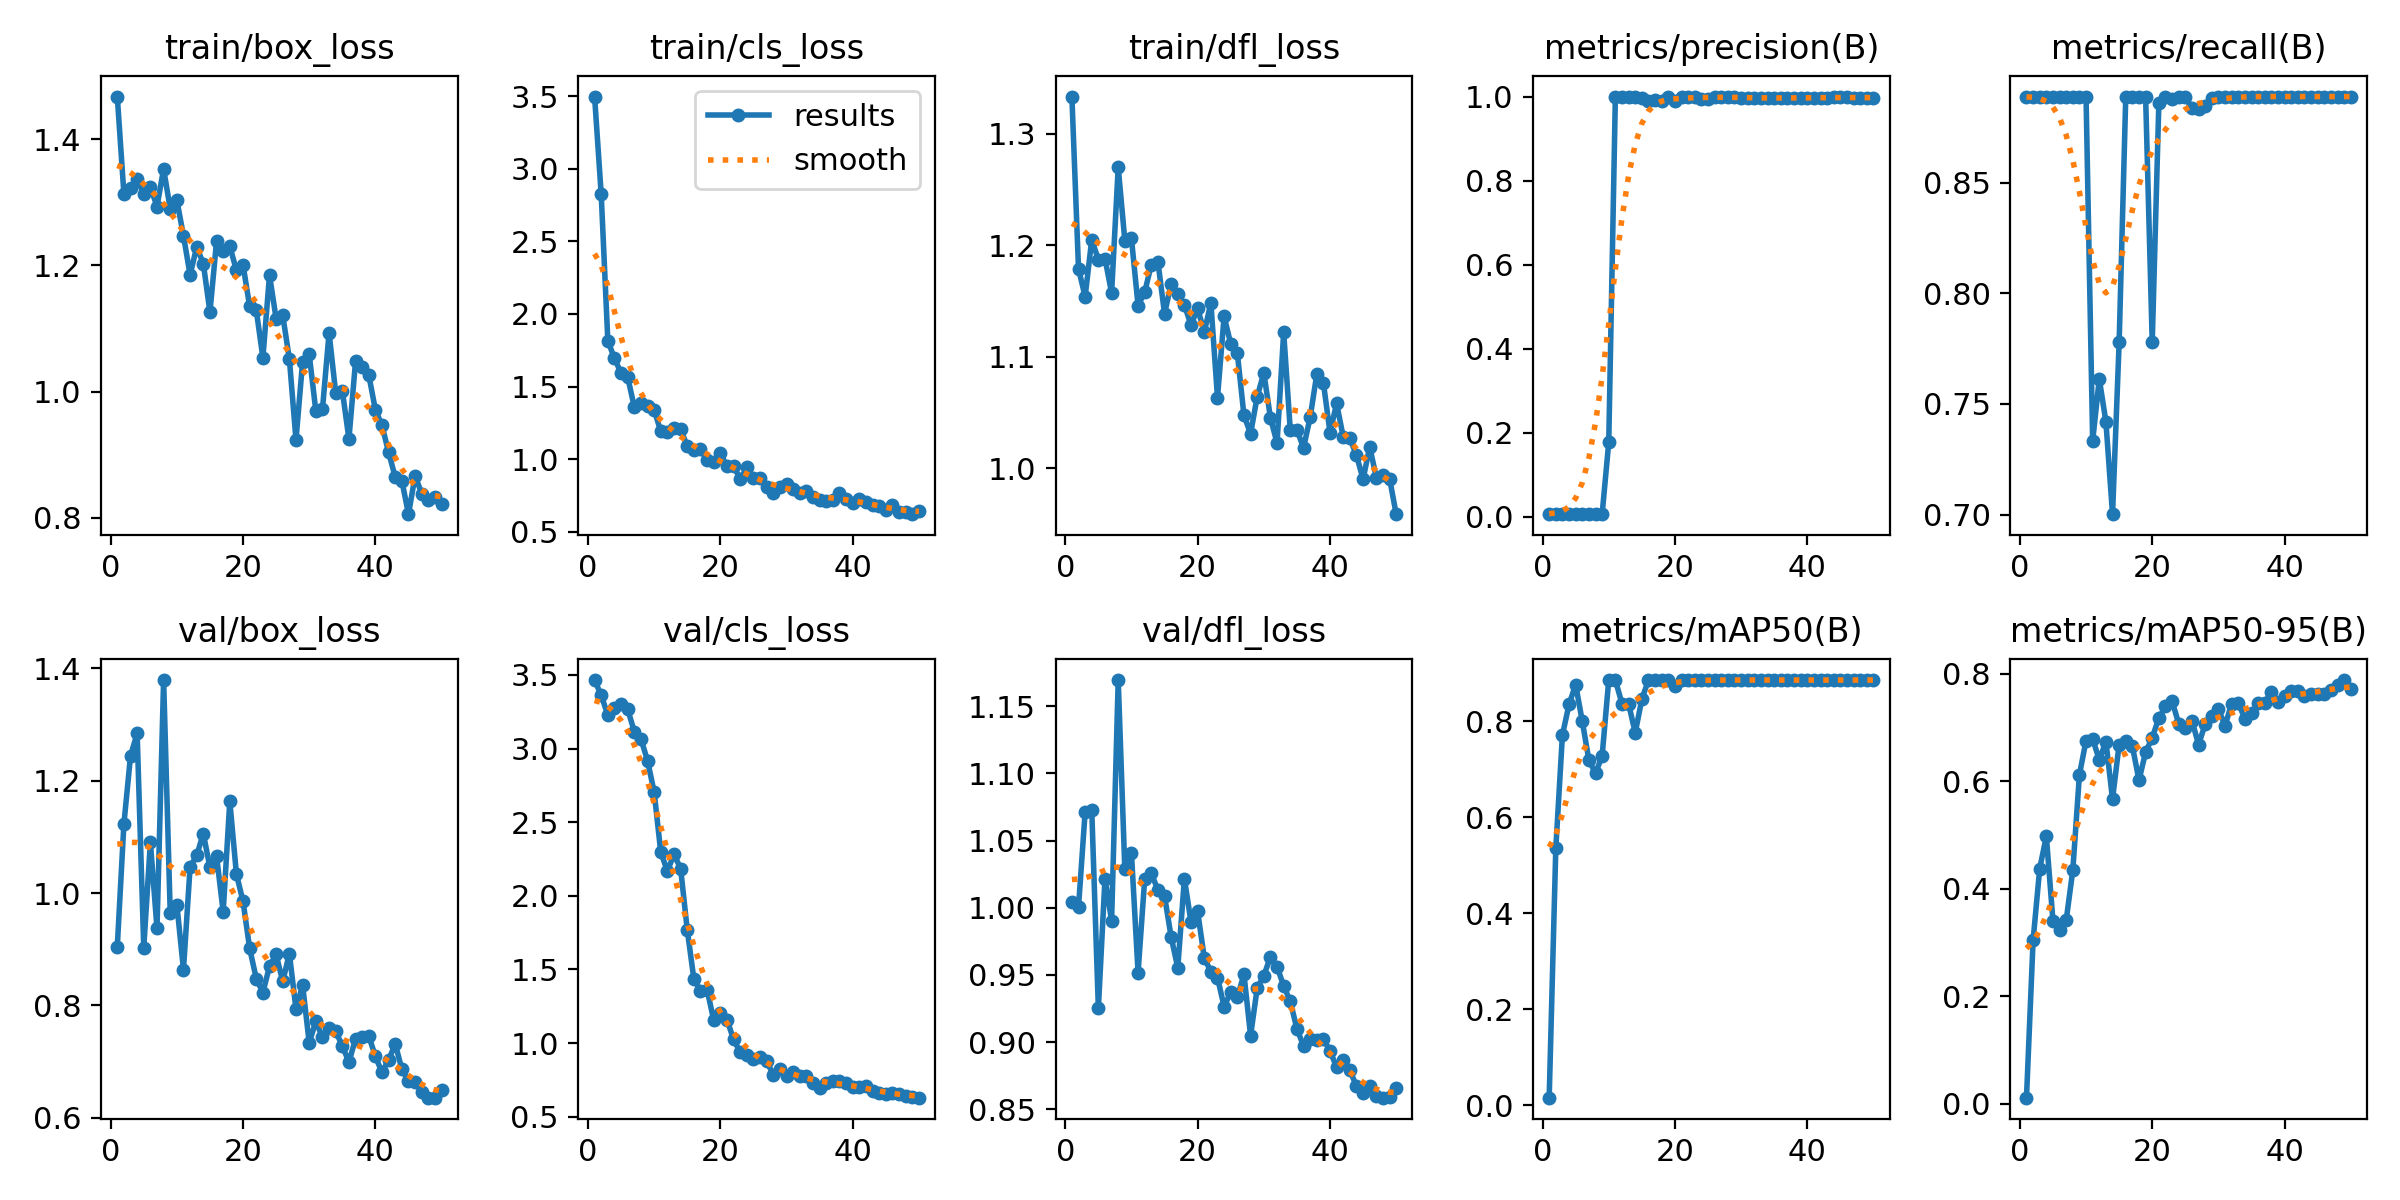 train/box_loss
train/cls_loss
train/dfl_loss
metrics/precision(B)
metrics/recall(B)
1.4
1.2
1.0
0.8
0 20 40
3.5
3.0
2.5
2.0
1.5
1.0
0.5
0 20 40
results
smooth
1.3
1.2
1.1
1.0
0 20 40
1.0
0.8
0.6
0.4
0.2
0.0
0 20 40
0.85
0.80
0.75
0.70
0 20 40
val/box_loss
val/cls_loss
val/dfl_loss
metrics/mAP50(B)
metrics/mAP50-95(B)
1.4
1.2
1.0
0.8
0.6
0 20 40
3.5
3.0
2.5
2.0
1.5
1.0
0.5
0 20 40
1.15
1.10
1.05
1.00
0.95
0.90
0.85
0 20 40
0.8
0.6
0.4
0.2
0.0
0 20 40
0.8
0.6
0.4
0.2
0.0
0 20 40